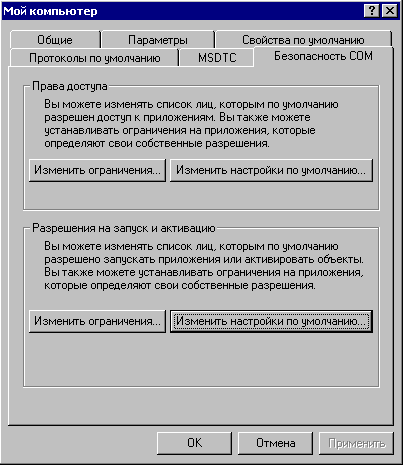 Мой компьютер
Общие Параметры Свойства по умолчанию
Протоколы по умолчанию MSDTC Безопасность COM
Права доступа
Вы можете изменять список лиц, которым по умолчанию
разрешен доступ к приложениям. Вы также можете
устанавливать ограничения на приложения, которые
определяют свои собственные разрешения.
Изменить ограничения... Изменить настройки по умолчанию...
Разрешения на запуск и активацию
Вы можете изменять список лиц, которым по умолчанию
разрешено запускать приложения или активировать объекты.
Вы также можете устанавливать ограничения на приложения,
которые определяют свои собственные разрешения.
Изменить ограничения... Изменить настройки по умолчанию...
OK Отмена Применить